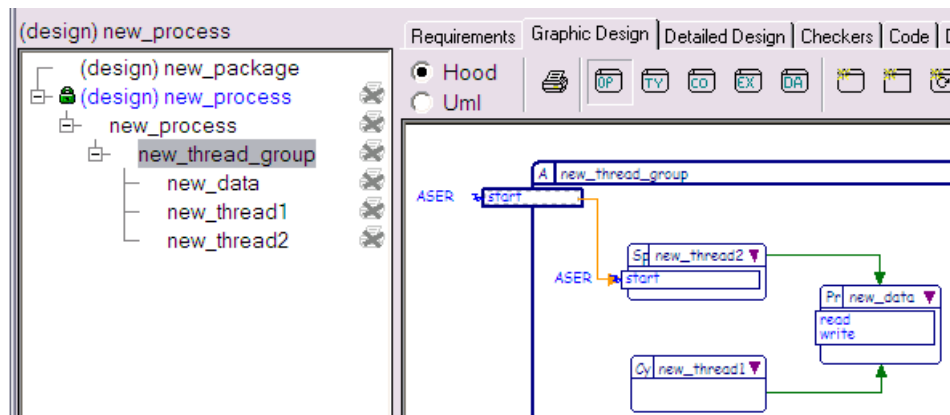 (design) new_process
(design) new_package
(design) new_process
new_process
new_thread_group
new_data
new_thread1
new_thread2
Requirements Graphic Design Detailed Design Checkers Code
Hood
Uml
OP TY CO EX DA
A new_thread_group
ASER start
Sp new_thread2
ASER start
Pr new_data
read
write
Cy new_thread1